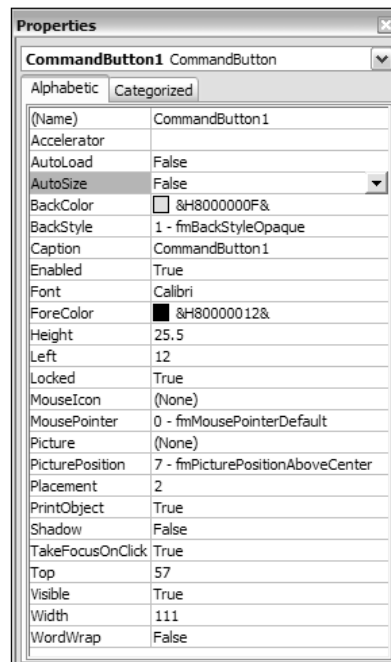 Properties
CommandButton1 CommandButton
Alphabetic Categorized
(Name) CommandButton1
Accelerator
AutoLoad False
AutoSize False
BackColor &H8000000F&
BackStyle 1 - fmBackStyleOpaque
Caption CommandButton1
Enabled True
Font Calibri
ForeColor &H80000012&
Height 25.5
Left 12
Locked True
MouseIcon (None)
MousePointer 0 - fmMousePointerDefault
Picture (None)
PicturePosition 7 - fmPicturePositionAboveCenter
Placement 2
PrintObject True
Shadow False
TakeFocusOnClick True
Top 57
Visible True
Width 111
WordWrap False